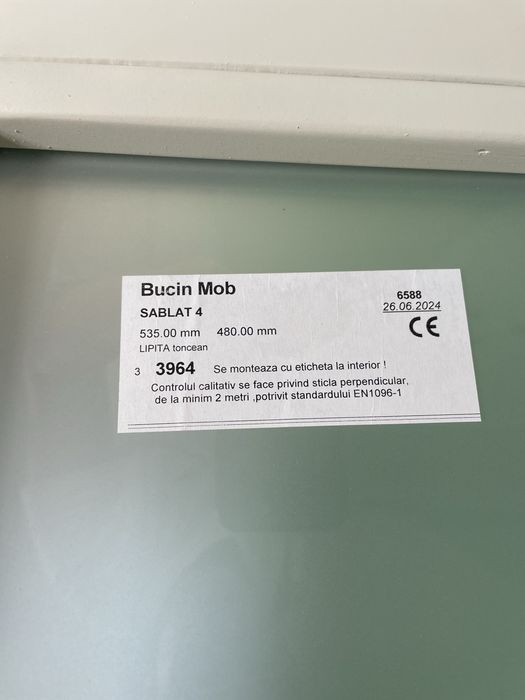 Bucin Mob
6588
SABLAT 4
26.06.2024
535.00 mm 480.00 mm
CE
LIPITA toncean
3 3964 Se monteaza cu eticheta la interior !
Controlul calitativ se face privind sticla perpendicular,
de la minim 2 metri ,potrivit standardului EN1096-1